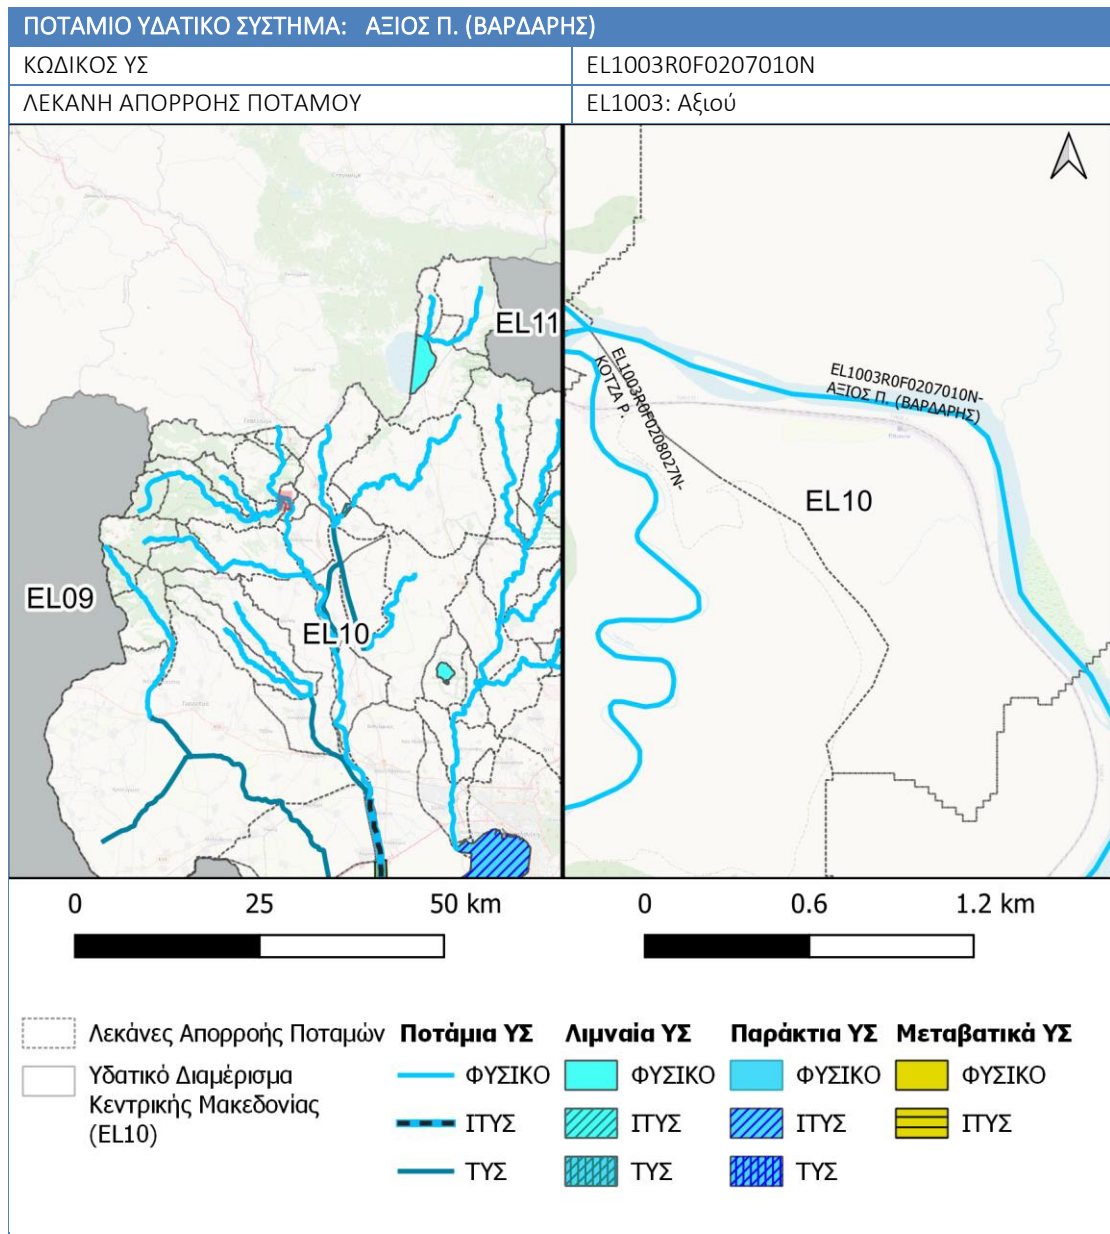 ΠΟΤΑΜΙΟ ΥΔΑΤΙΚΟ ΣΥΣΤΗΜΑ: ΑΞΙΟΣ Π. (ΒΑΡΔΑΡΗΣ)
ΚΩΔΙΚΟΣ ΥΣ EL1003R0F0207010N
ΛΕΚΑΝΗ ΑΠΟΡΡΟΗΣ ΠΟΤΑΜΟΥ EL1003: Αξιού
EL11
EL09
EL10
EL1003R0F0208027N-
ΚΟΤΖΑ Ρ.
EL1003R0F0207010N-
ΑΞΙΟΣ Π. (ΒΑΡΔΑΡΗΣ)
EL10
0 25 50 km
0 0.6 1.2 km
Λεκάνες Απορροής Ποταμών
Υδατικό Διαμέρισμα
Κεντρικής Μακεδονίας
(EL10)
Ποτάμια ΥΣ
ΦΥΣΙΚΟ
ΙΤΥΣ
ΤΥΣ
Λιμναία ΥΣ
ΦΥΣΙΚΟ
ΙΤΥΣ
ΤΥΣ
Παράκτια ΥΣ
ΦΥΣΙΚΟ
ΙΤΥΣ
ΤΥΣ
Μεταβατικά ΥΣ
ΦΥΣΙΚΟ
ΙΤΥΣ